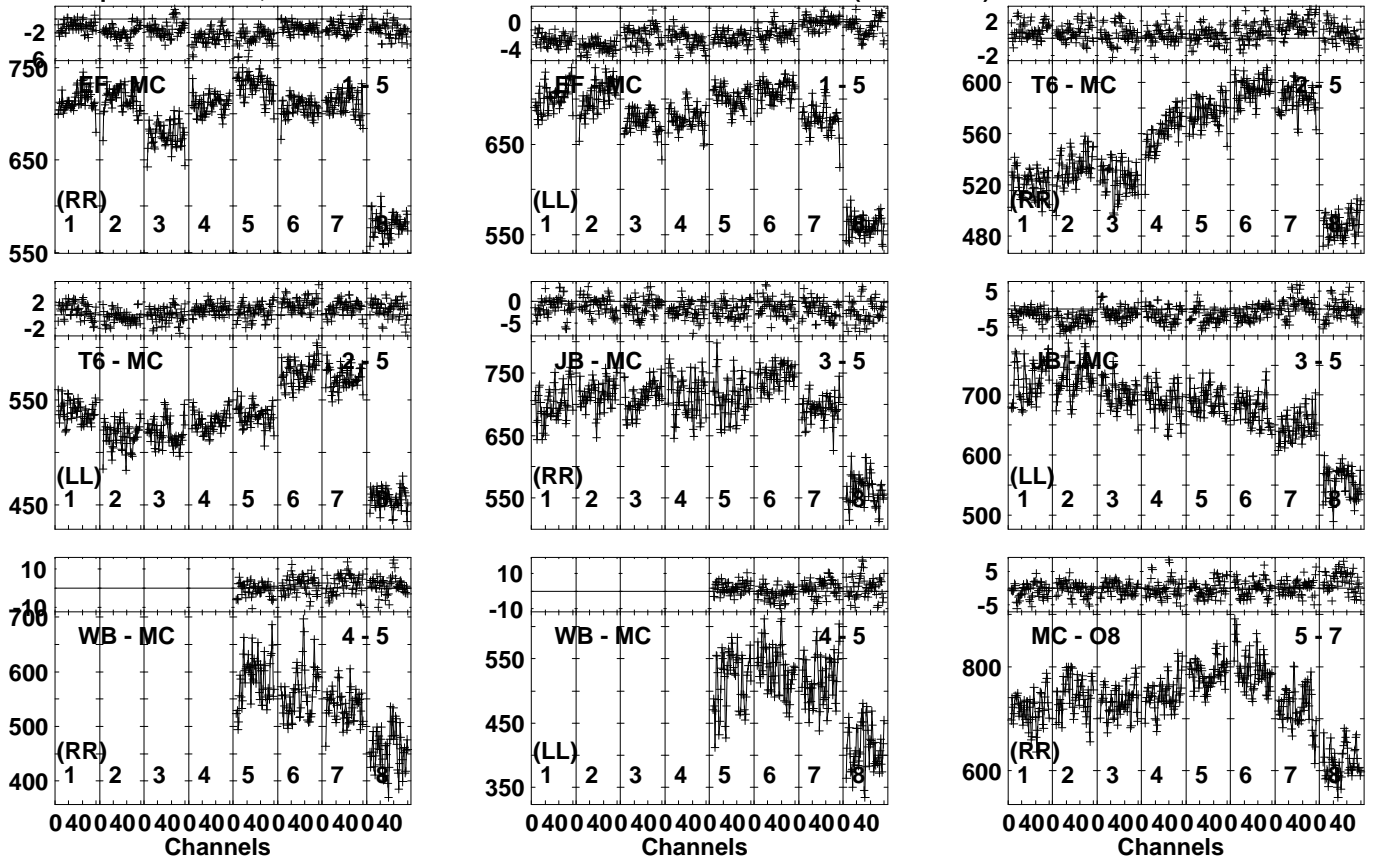 -2 0 -4 2 -2
6
750 EF - MC 1 - 5 EF - MC 1 - 5 600 T6 - MC 2 - 5
560
650 650
520
(RR) (LL) (RR)
1 2 3 4 5 6 7 8 1 2 3 4 5 6 7 8 1 2 3 4 5 6 7 8
550 550 480
2 -2 0 -5 5 -5
T6 - MC 2 - 5 JB - MC 3 - 5 JB - MC 3 - 5
750
550 700
650
600
(LL) (RR) (LL)
450 1 2 3 4 5 6 7 8 550 1 2 3 4 5 6 7 8 1 2 3 4 5 6 7 8
500
10 -10 10 -10 5 -5
700
WB - MC 4 - 5 WB - MC 4 - 5 MC - O8 5 - 7
600 550 800
500 450
(RR) (LL) (RR)
400 1 2 3 4 5 6 7 8 350 1 2 3 4 5 6 7 8 600 1 2 3 4 5 6 7 8
0 40 0 40 0 40 0 40 0 40 0 40 0 40 0 40 0 40 0 40 0 40 0 40 0 40 0 40 0 40 0 40 0 40 0 40 0 40 0 40 0 40 0 40 0 40 0 40
Channels Channels Channels